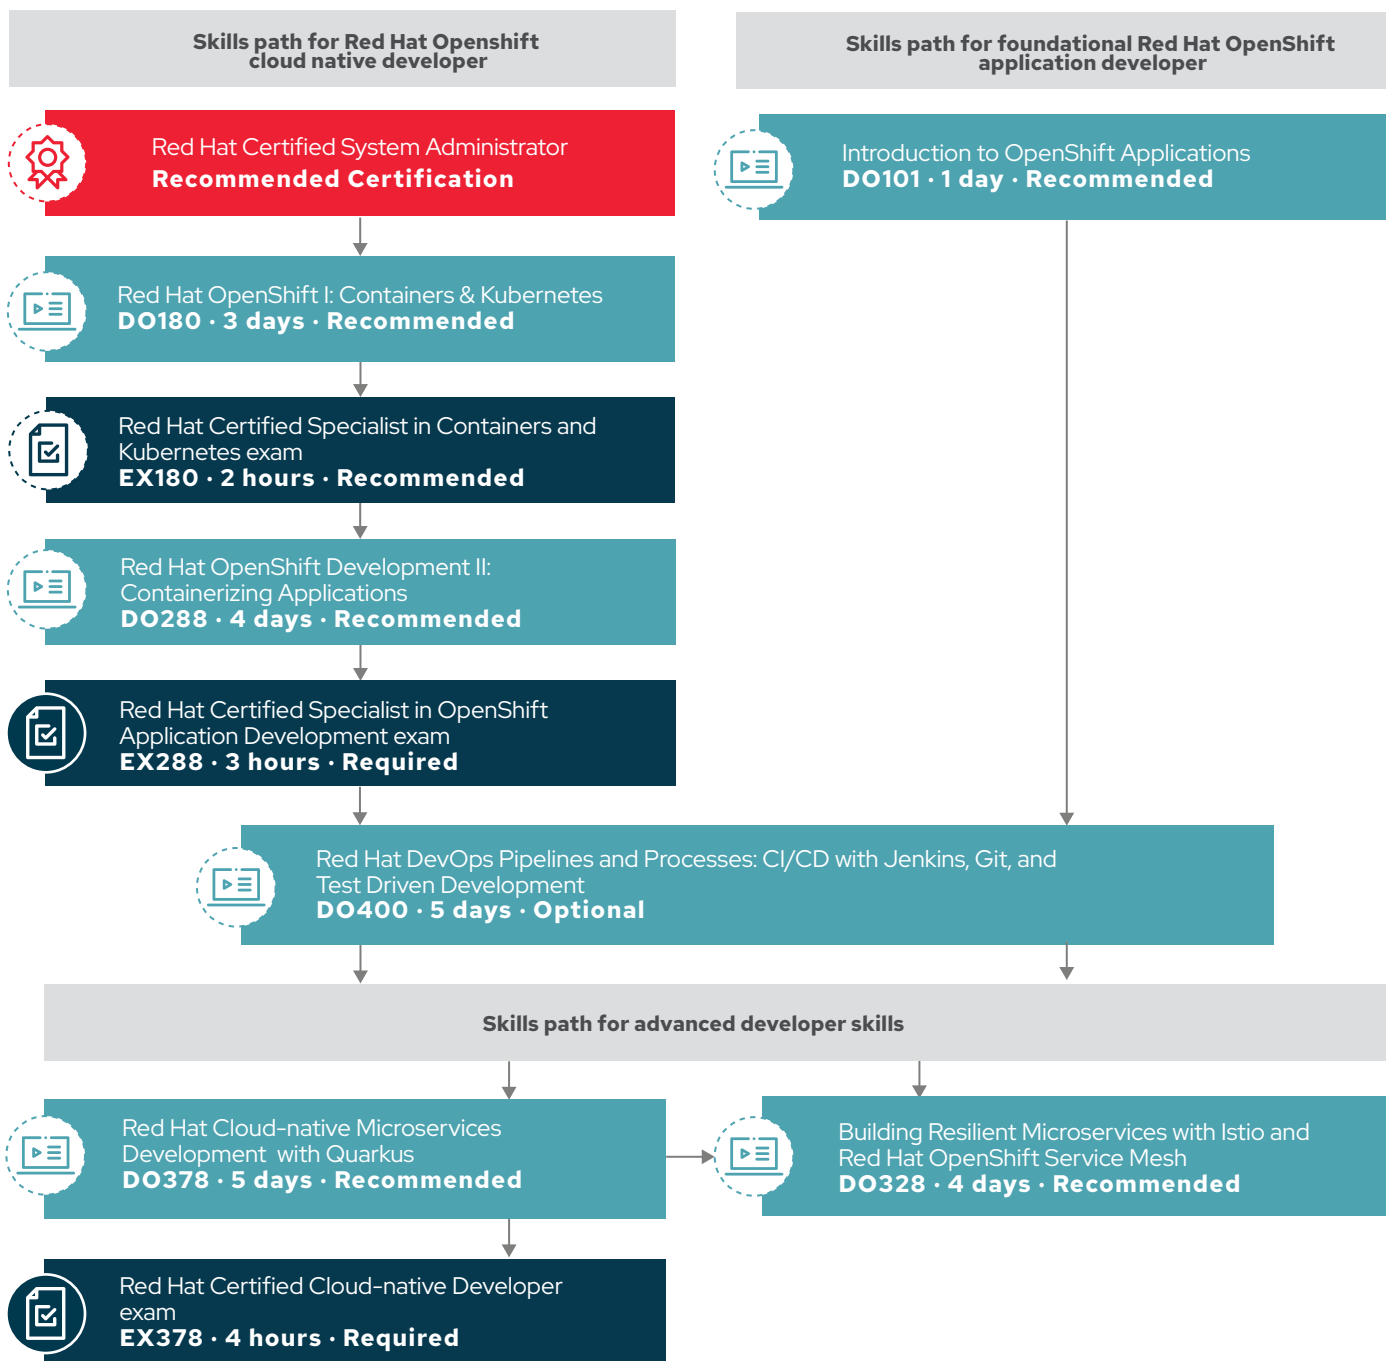 Skills path for Red Hat Openshift
cloud native developer
Skills path for foundational Red Hat OpenShift
application developer
Red Hat Certified System Administrator
Recommended Certification
Introduction to OpenShift Applications
DO101 · 1 day · Recommended
Red Hat OpenShift I: Containers & Kubernetes
DO180 · 3 days · Recommended
Red Hat Certified Specialist in Containers and
Kubernetes exam
EX180 · 2 hours · Recommended
Red Hat OpenShift Development II:
Containerizing Applications
DO288 · 4 days · Recommended
Red Hat Certified Specialist in OpenShift
Application Development exam
EX288 · 3 hours · Required
Red Hat DevOps Pipelines and Processes: CI/CD with Jenkins, Git, and
Test Driven Development
DO400 · 5 days · Optional
Skills path for advanced developer skills
Red Hat Cloud-native Microservices
Development with Quarkus
DO378 · 5 days · Recommended
Building Resilient Microservices with Istio and
Red Hat OpenShift Service Mesh
DO328 · 4 days · Recommended
Red Hat Certified Cloud-native Developer
exam
EX378 · 4 hours · Required